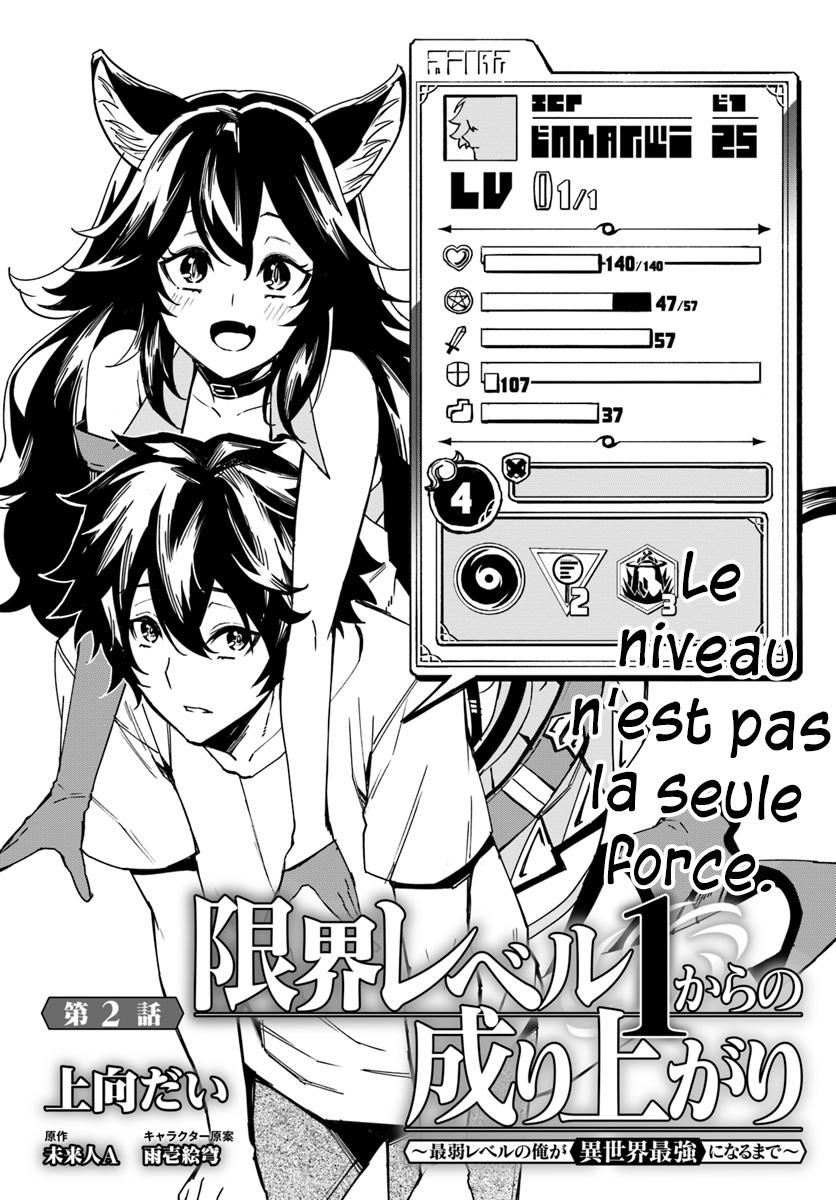 LV 01/1
140/140
47/57
57
107
37
4
2
3
Le
niveau
n'est pas
la seule
force.
限界レベル1からの
成り上がり
第2話
上向だい
原作
未来人A
キャラクター原案
雨壱絵穹
～最弱レベルの俺が異世界最強になるまで～